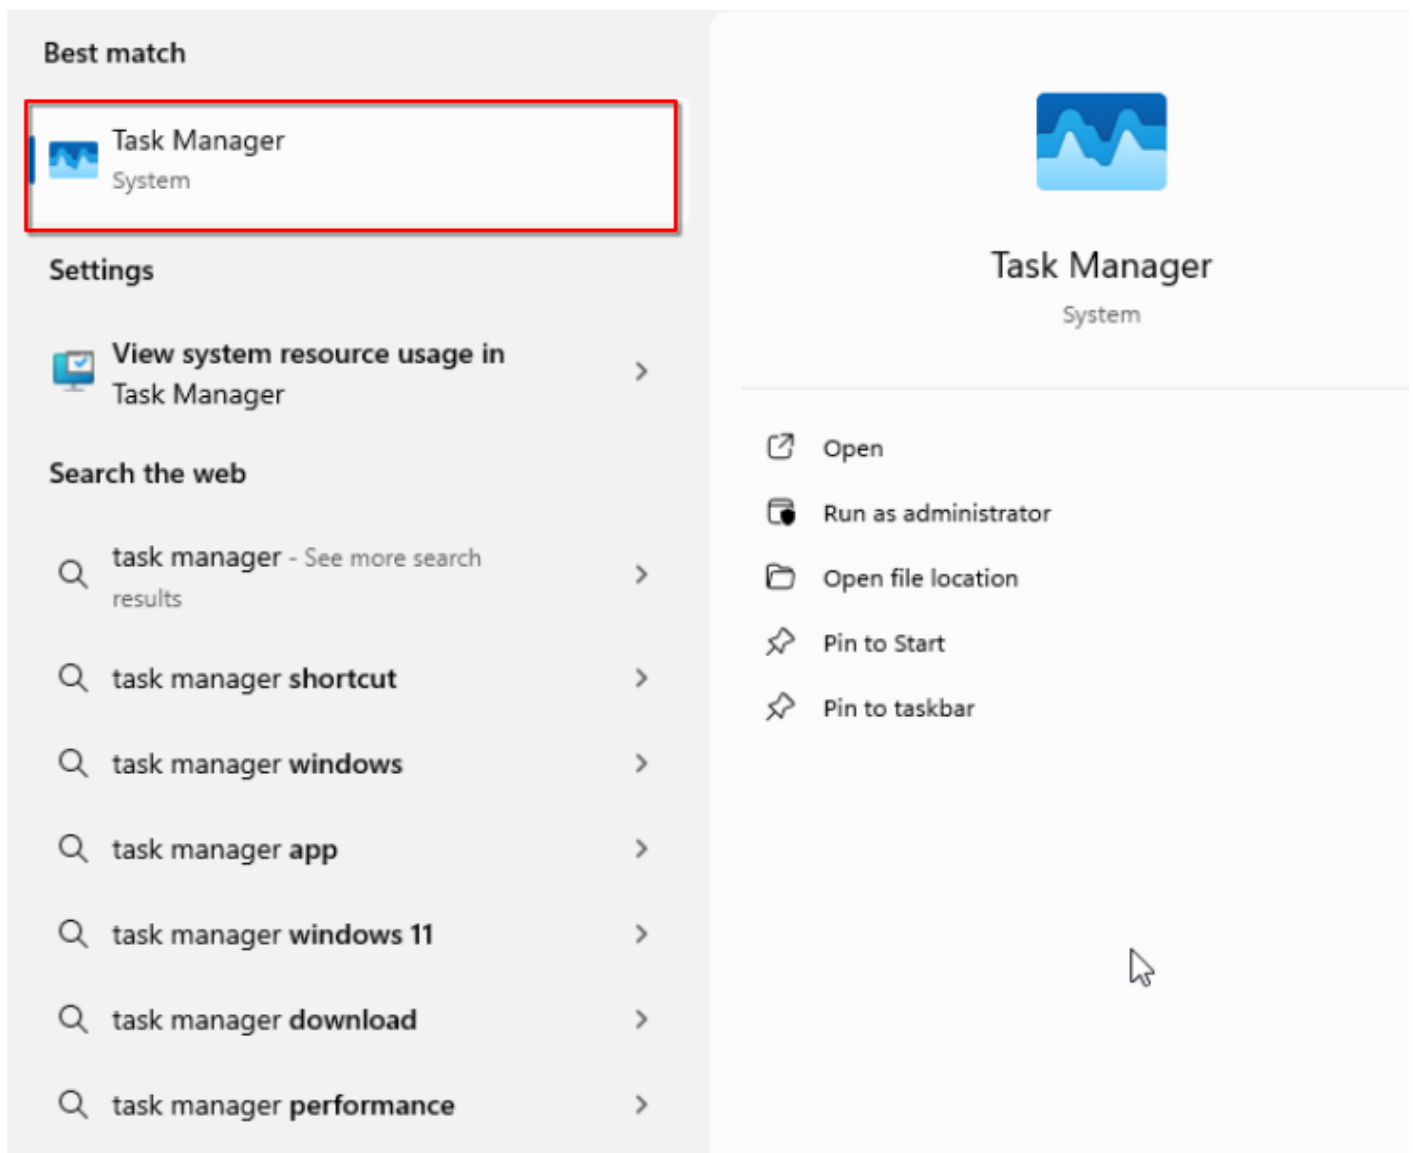 Best match
Task Manager
System
Settings
View system resource usage in
Task Manager
Search the web
task manager - See more search
results
task manager shortcut
task manager windows
task manager app
task manager windows 11
task manager download
task manager performance
Task Manager
System
Open
Run as administrator
Open file location
Pin to Start
Pin to taskbar